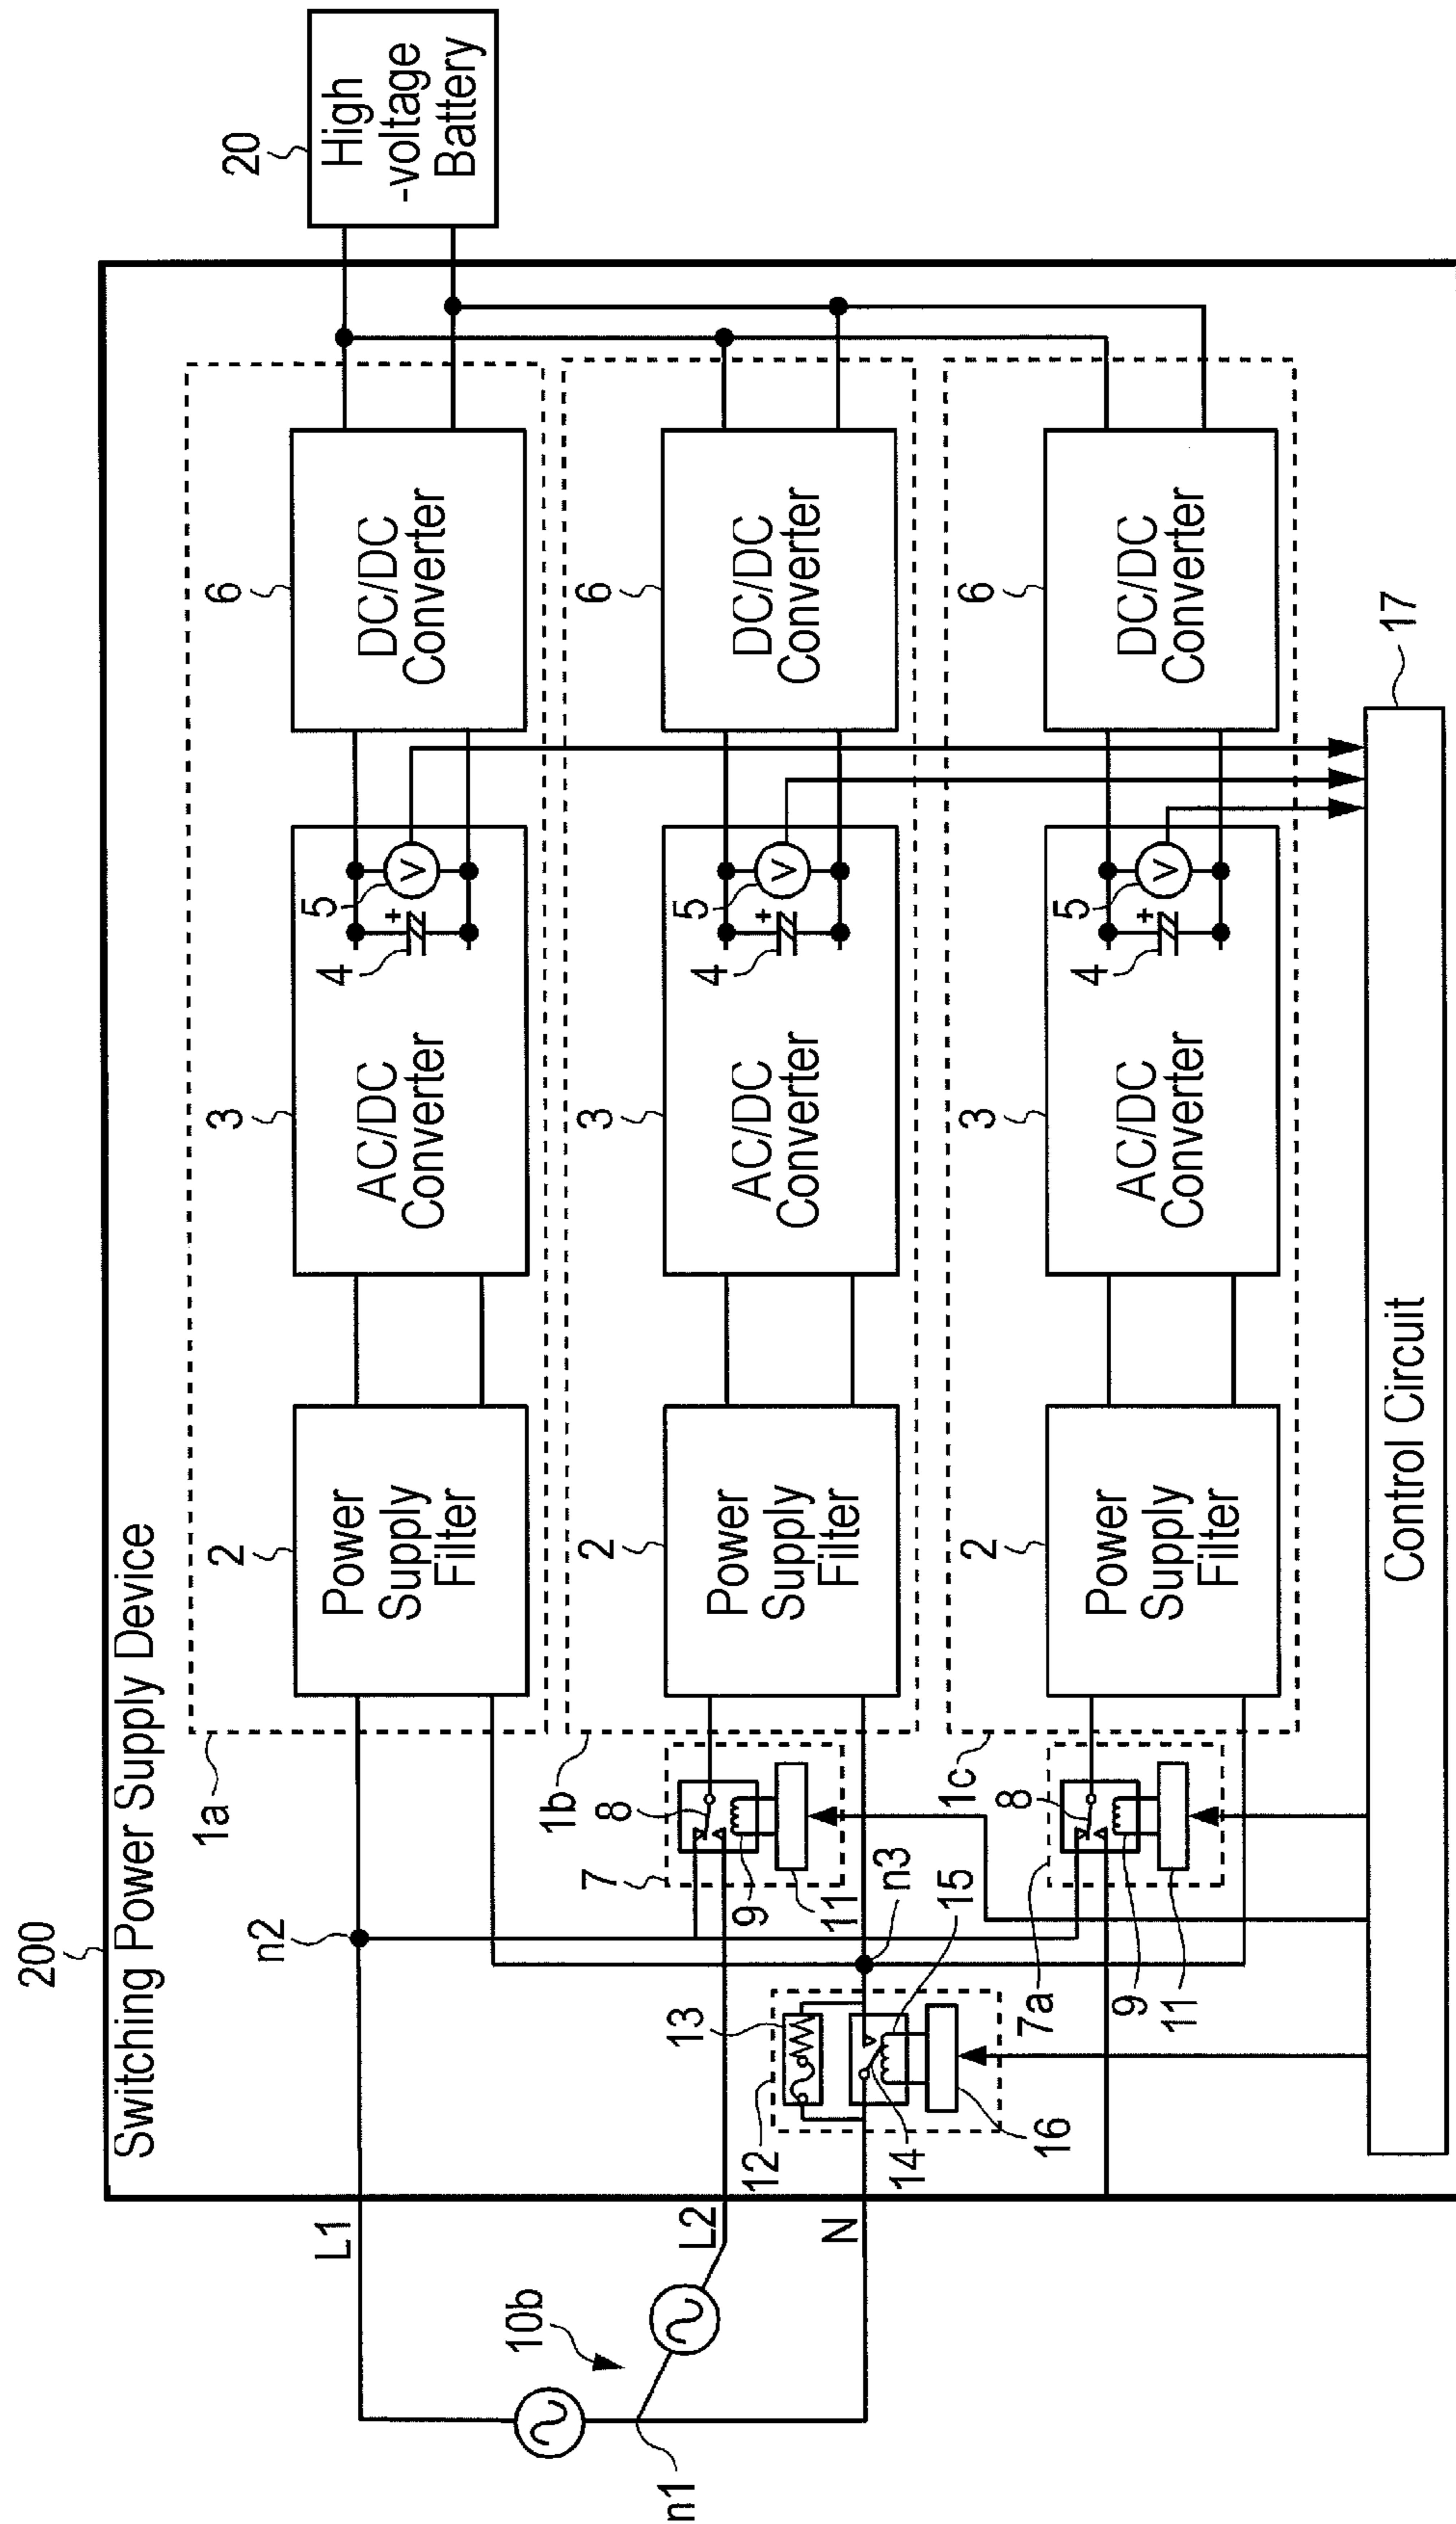 200
Switching Power Supply Device
20
High
-voltage
Battery
1a
2
Power
Supply
Filter
3
AC/DC
Converter
4
5
+
V
6
DC/DC
Converter
1b
2
Power
Supply
Filter
3
AC/DC
Converter
4
5
+
V
6
DC/DC
Converter
1c
2
Power
Supply
Filter
3
AC/DC
Converter
4
5
+
V
6
DC/DC
Converter
L1
L2
N
10b
n1
n2
n3
7
8
9
11
7a
8
9
11
12
13
14
15
16
17
Control Circuit